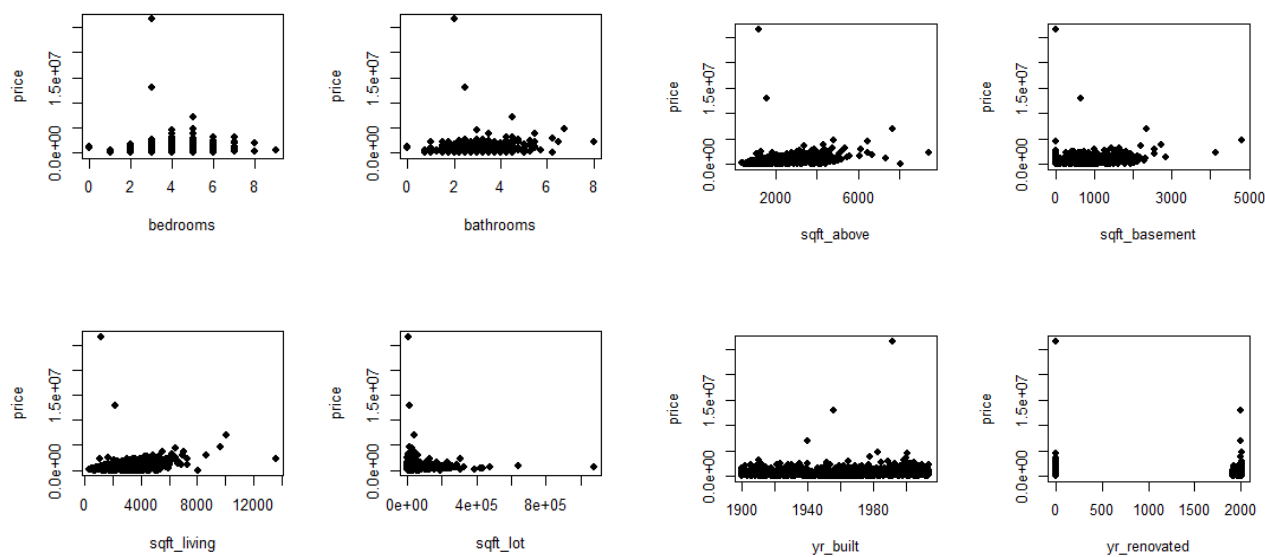 price
0.0e+00 1.5e+07
0 2 4 6 8
bedrooms
price
0.0e+00 1.5e+07
0 2 4 6 8
bathrooms
price
0.0e+00 1.5e+07
2000 6000
sqft_above
price
0.0e+00 1.5e+07
0 1000 3000 5000
sqft_basement
price
0.0e+00 1.5e+07
0 4000 8000 12000
sqft_living
price
0.0e+00 1.5e+07
0e+00 4e+05 8e+05
sqft_lot
price
0.0e+00 1.5e+07
1900 1940 1980
yr_built
price
0.0e+00 1.5e+07
0 500 1000 1500 2000
yr_renovated